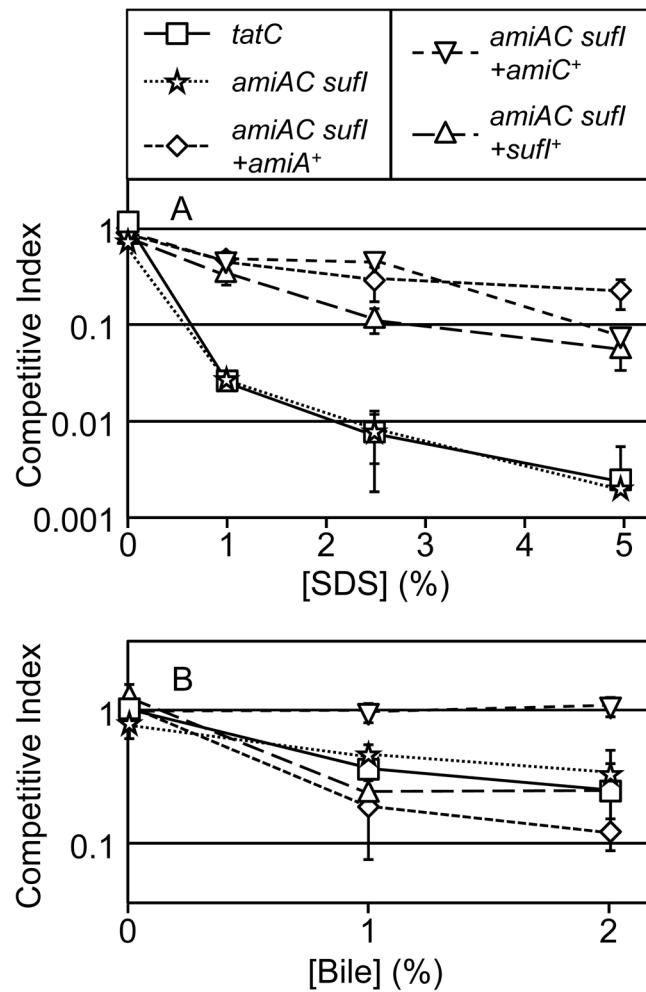 tatC
amiAC sufI
amiAC sufI
+amiA+
amiAC sufI
+amiC+
amiAC sufI
+sufI+
A
Competitive Index
1
0.1
0.01
0.001
0 1 2 3 4 5
[SDS] (%)
B
Competitive Index
1
0.1
0 1 2
[Bile] (%)